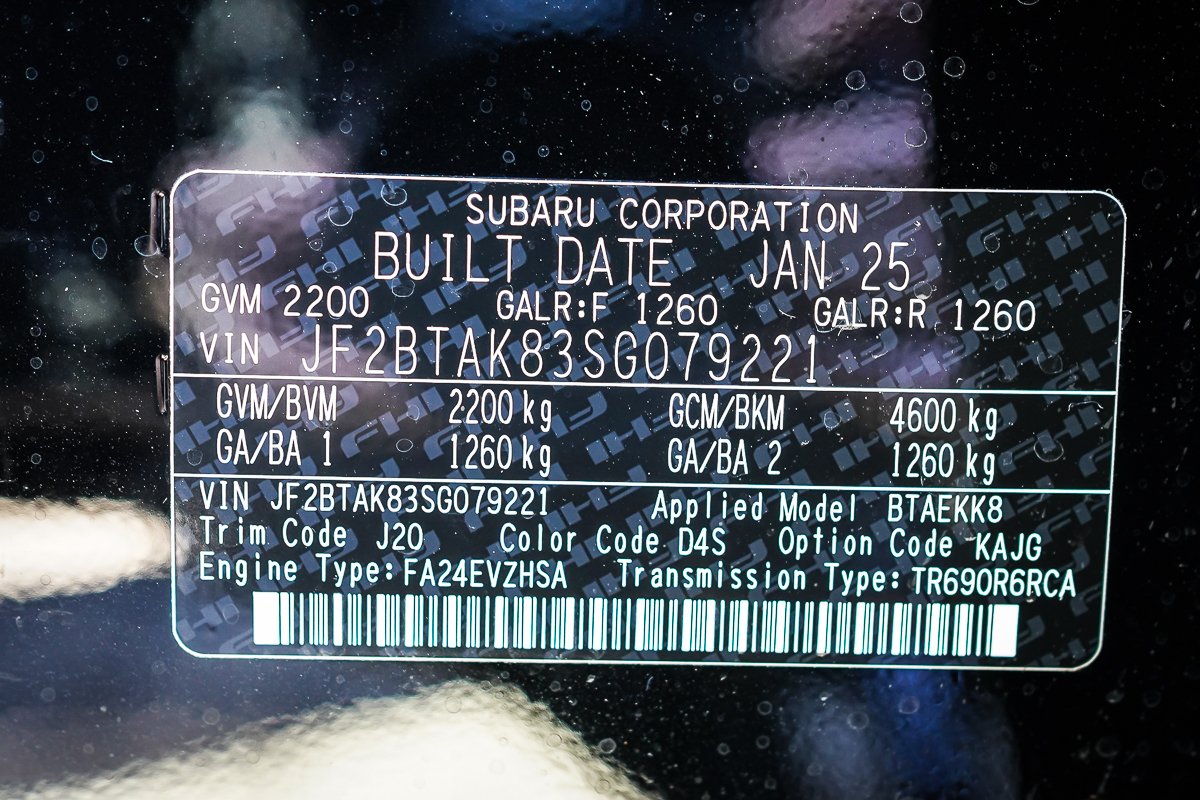 SUBARU CORPORATION
BUILT DATE JAN 25
GVM 2200 GALR:F 1260 GALR:R 1260
VIN JF2BTAK83SG079221
GVM/BVM 2200 kg GCM/BKM 4600 kg
GA/BA 1 1260 kg GA/BA 2 1260 kg
VIN JF2BTAK83SG079221 Applied Model BTAEKK8
Trim Code J20 Color Code D4S Option Code KAJG
Engine Type:FA24EVZHSA Transmission Type:TR690R6RCA